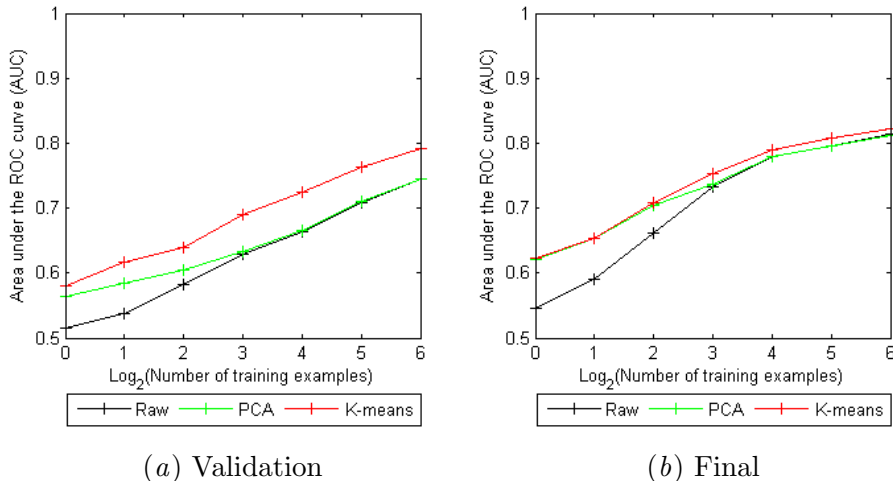 1
0.9
0.8
0.7
0.6
0.5
Area under the ROC curve (AUC)
0 1 2 3 4 5 6
Log2(Number of training examples)
Raw PCA K-means
(a) Validation
1
0.9
0.8
0.7
0.6
0.5
Area under the ROC curve (AUC)
0 1 2 3 4 5 6
Log2(Number of training examples)
Raw PCA K-means
(b) Final